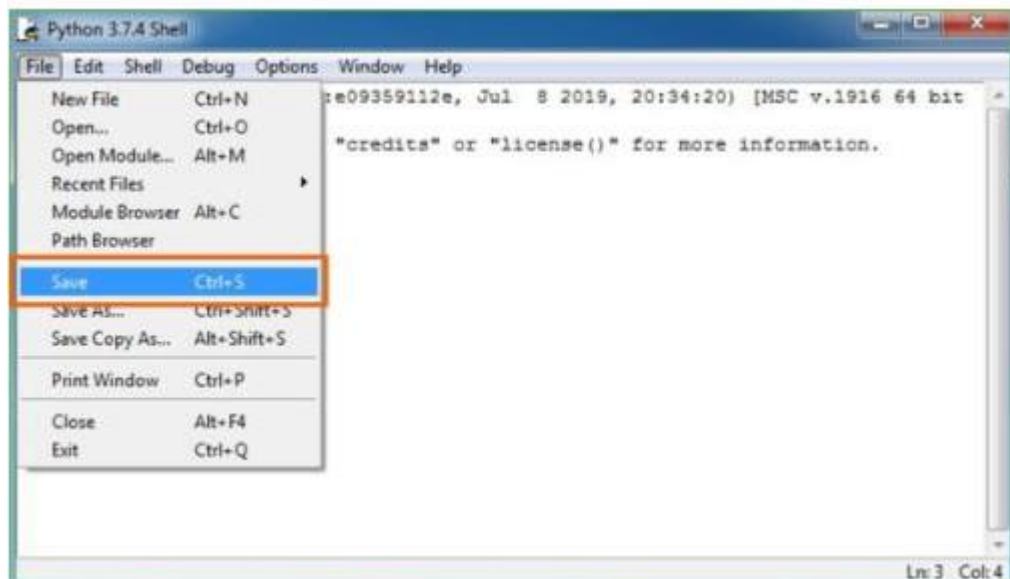 Python 3.7.4 Shell
File Edit Shell Debug Options Window Help
:e09359112e, Jul 8 2019, 20:34:20) [MSC v.1916 64 bit
"credits" or "license()" for more information.
New File Ctrl+N
Open... Ctrl+O
Open Module... Alt+M
Recent Files
Module Browser Alt+C
Path Browser
Save Ctrl+S
Save As... Ctrl+Shift+S
Save Copy As... Alt+Shift+S
Print Window Ctrl+P
Close Alt+F4
Exit Ctrl+Q
Ln: 3 Col: 4